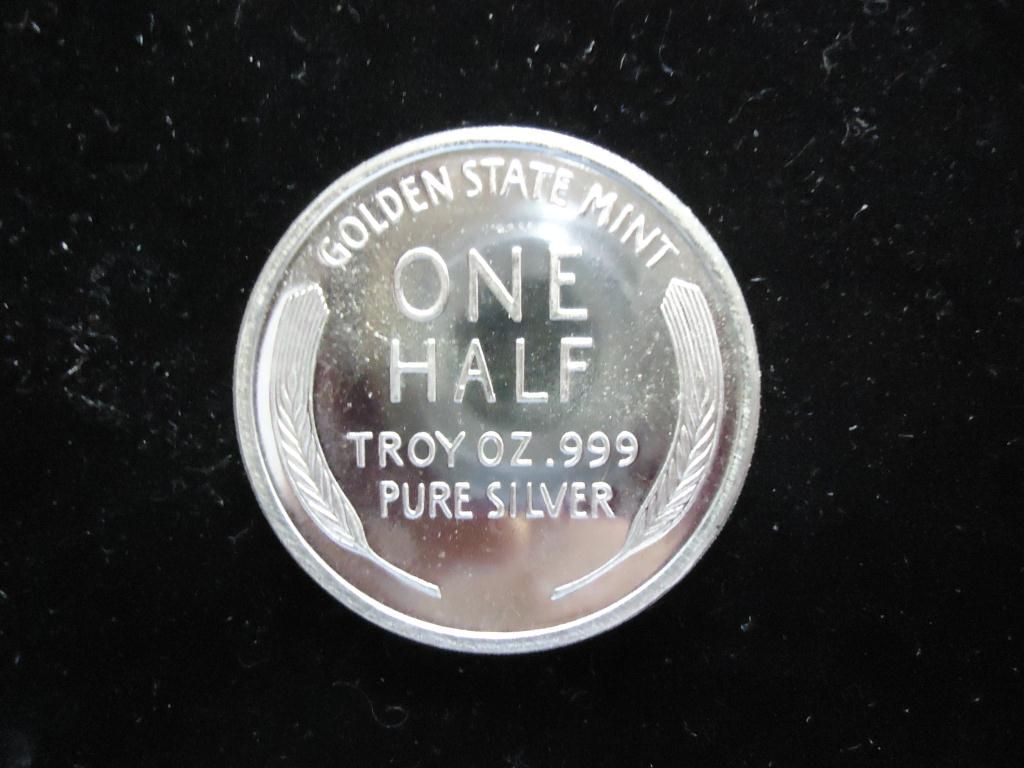 GOLDEN STATE MINT
ONE
HALF
TROY OZ .999
PURE SILVER